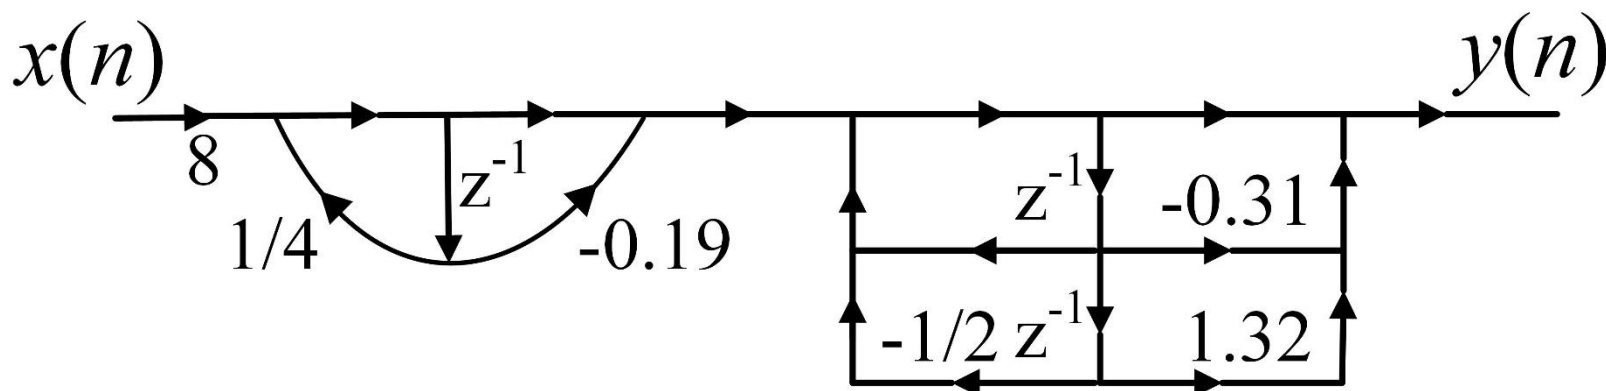 x(n) y(n)
8
z⁻¹
1/4 -0.19
z⁻¹ -0.31
-1/2 z⁻¹ 1.32